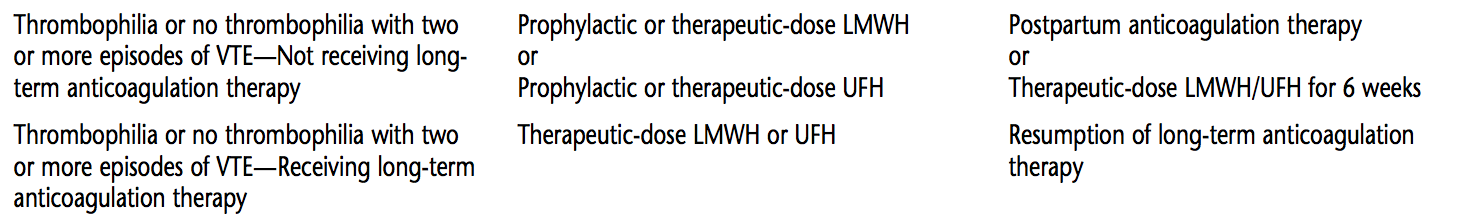 Thrombophilia or no thrombophilia with two
or more episodes of VTE—Not receiving long-
term anticoagulation therapy
Prophylactic or therapeutic-dose LMWH
or
Prophylactic or therapeutic-dose UFH
Postpartum anticoagulation therapy
or
Therapeutic-dose LMWH/UFH for 6 weeks
Thrombophilia or no thrombophilia with two
or more episodes of VTE—Receiving long-term
anticoagulation therapy
Therapeutic-dose LMWH or UFH
Resumption of long-term anticoagulation
therapy